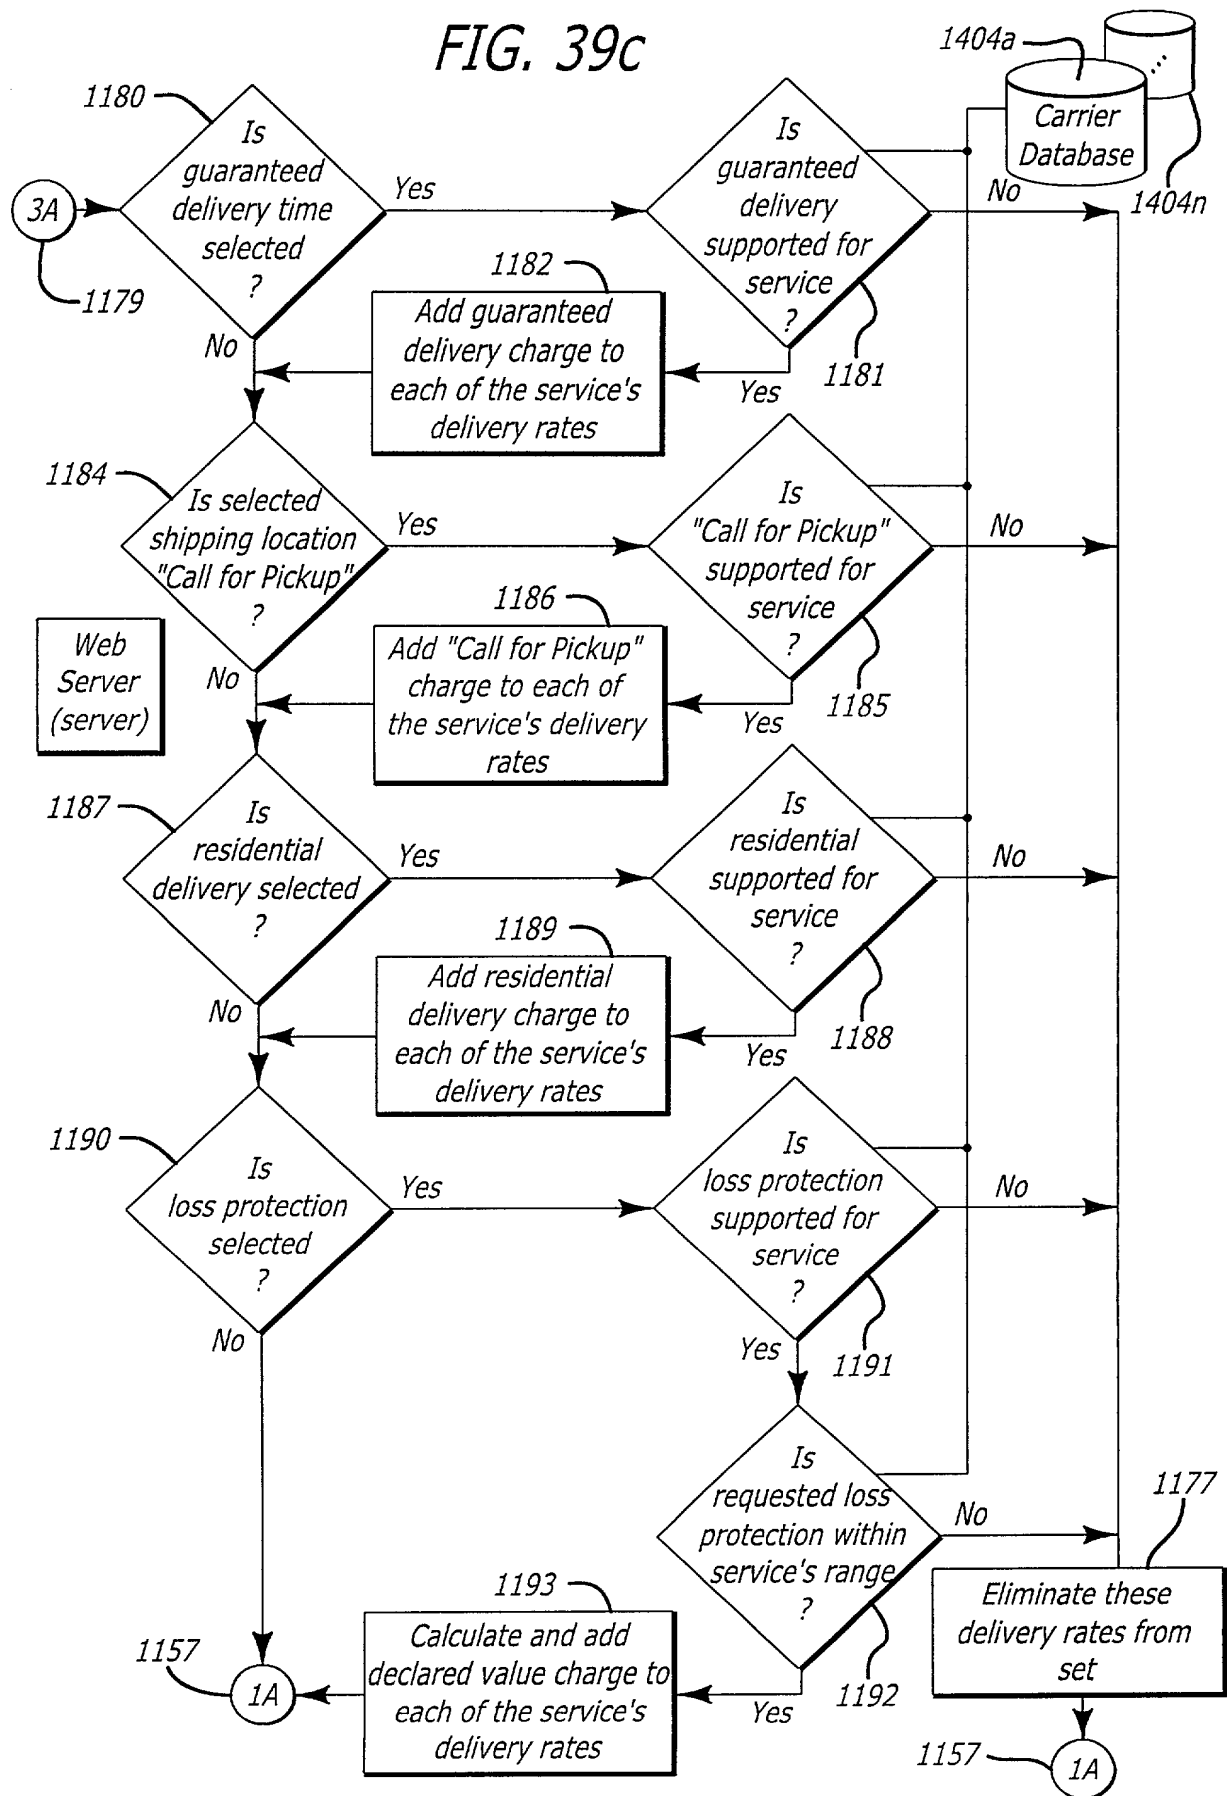 FIG. 39c
1404a
1180
Is
guaranteed
delivery time
selected
?
Is
guaranteed
delivery
supported for
service
?
Carrier
Database
1404n
3A
Yes
No
1179
1182
Add guaranteed
delivery charge to
each of the service's
delivery rates
No
Yes
1181
1184
Is selected
shipping location
"Call for Pickup"
?
Yes
Is
"Call for Pickup"
supported for
service
?
No
Web
Server
(server)
1186
Add "Call for Pickup"
charge to each of
the service's delivery
rates
No
Yes
1185
1187
Is
residential
delivery selected
?
Yes
Is
residential
supported for
service
?
No
1189
Add residential
delivery charge to
each of the service's
delivery rates
No
Yes
1188
1190
Is
loss protection
selected
?
Yes
Is
loss protection
supported for
service
?
No
No
Yes
1191
Is
requested loss
protection within
service's range
?
No
1177
Eliminate these
delivery rates from
set
1193
Calculate and add
declared value charge to
each of the service's
delivery rates
1157
1A
Yes
1192
1157
1A